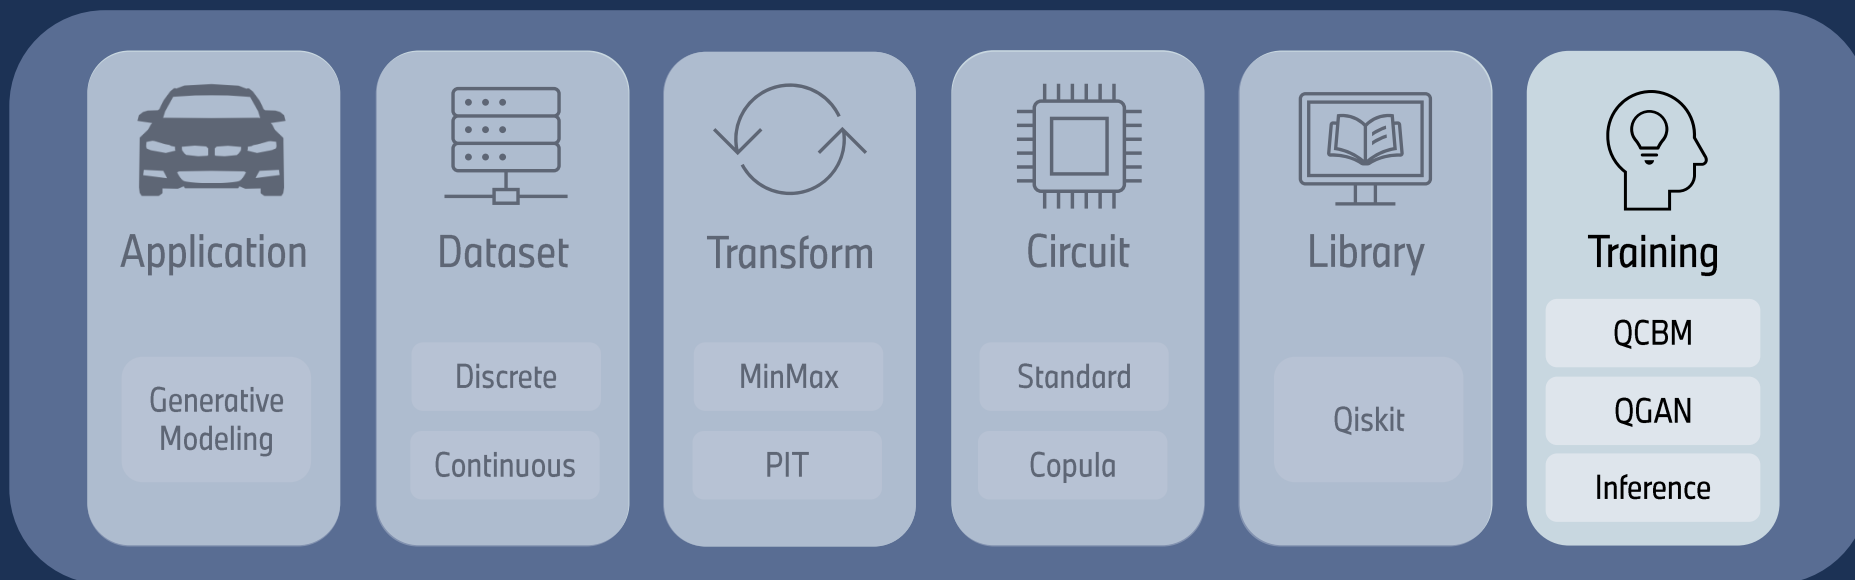 Application
Generative
Modeling
Dataset
Discrete
Continuous
Transform
MinMax
PIT
Circuit
Standard
Copula
Library
Qiskit
Training
QCBM
QGAN
Inference